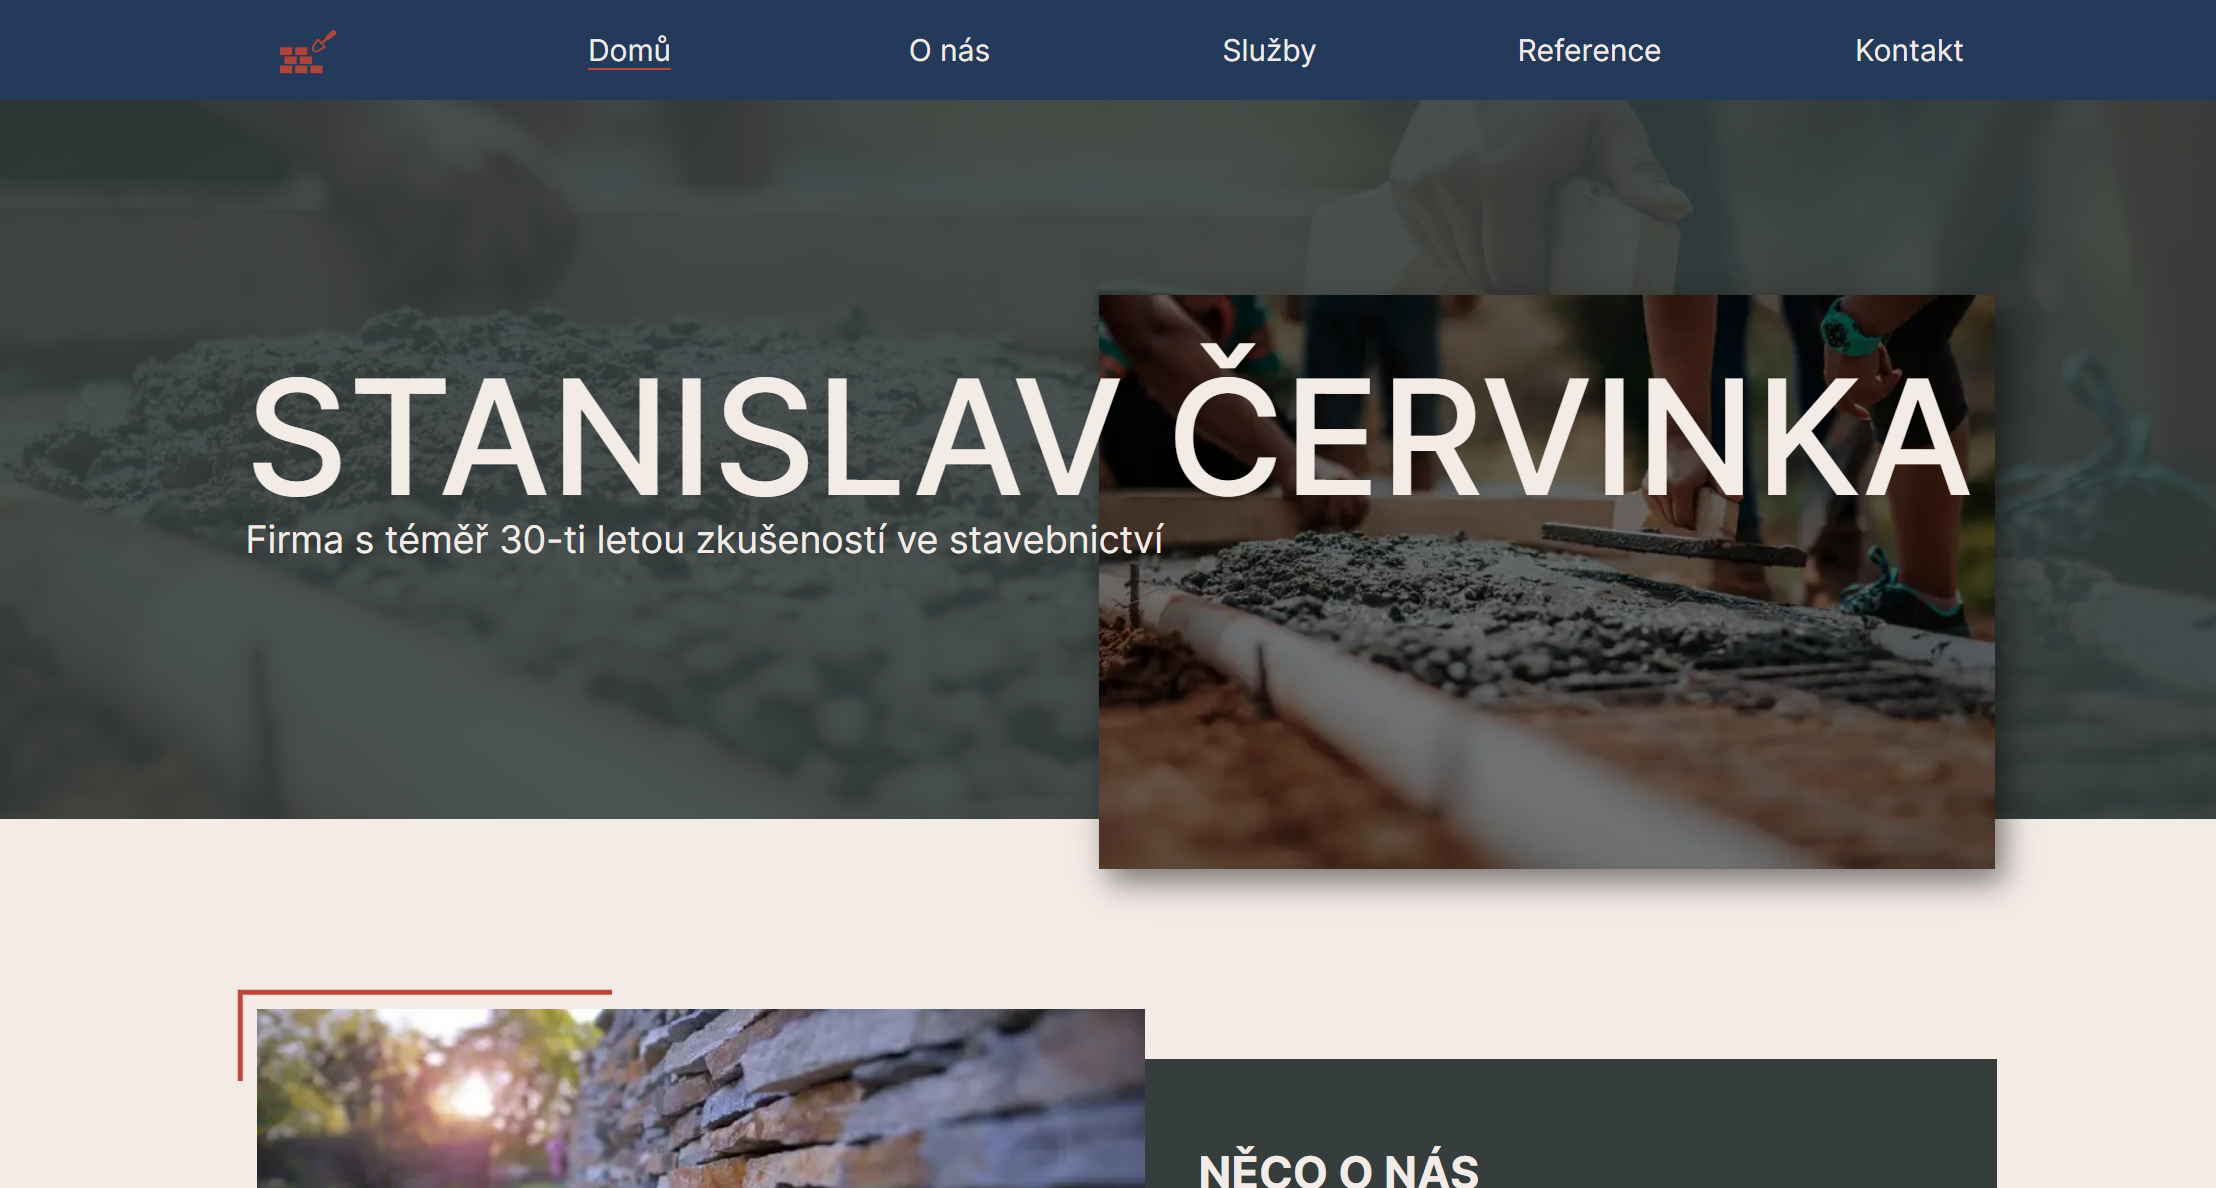 Domů
O nás
Služby
Reference
Kontakt
STANISLAV ČERVINKA
Firma s téměř 30-ti letou zkušeností ve stavebnictví
NĚCO O NÁS